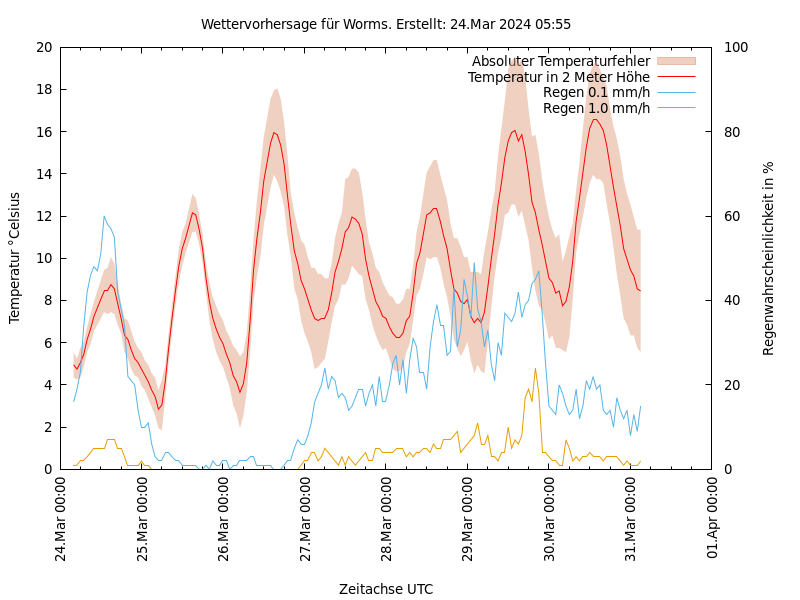 Wettervorhersage für Worms. Erstellt: 24.Mar 2024 05:55
Absoluter Temperaturfehler
Temperatur in 2 Meter Höhe
Regen 0.1 mm/h
Regen 1.0 mm/h
Temperatur °Celsius
20
18
16
14
12
10
8
6
4
2
0
100
80
60
40
20
0
Regenwahrscheinlichkeit in %
24.Mar 00:00
25.Mar 00:00
26.Mar 00:00
27.Mar 00:00
28.Mar 00:00
29.Mar 00:00
30.Mar 00:00
31.Mar 00:00
01.Apr 00:00
Zeitachse UTC